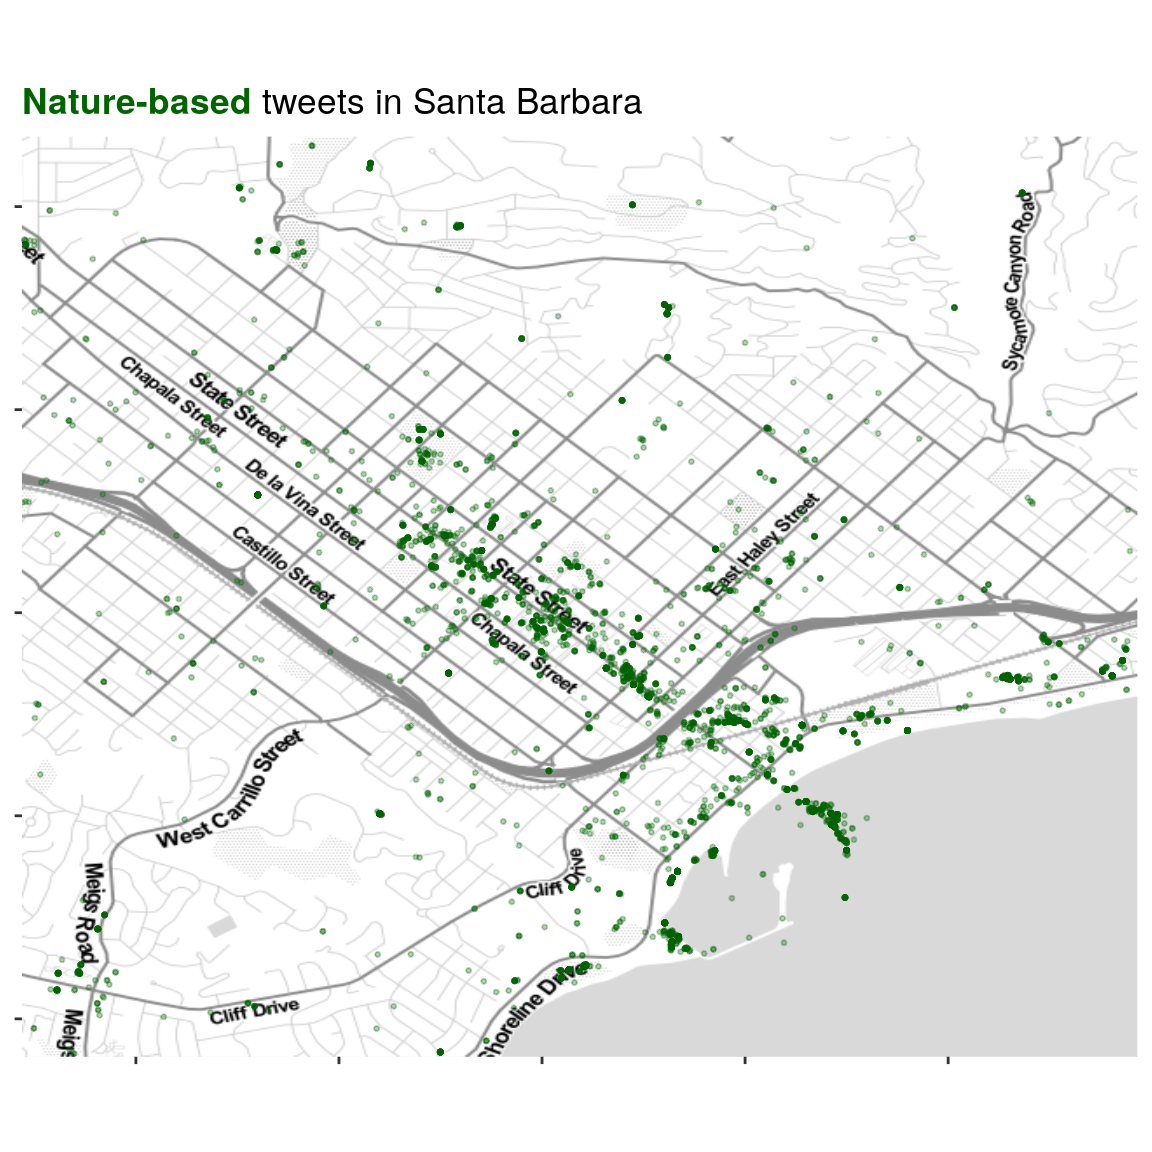 Nature-based tweets in Santa Barbara
Sycamore Canyon Road
eet
Chapala Street
State Street
De la Vina Street
Castillo Street
East Haley Street
State Street
Chapala Street
West Carrillo Street
Meigs Road
Cliff Drive
Cliff Drive
Shoreline Drive
Meigs